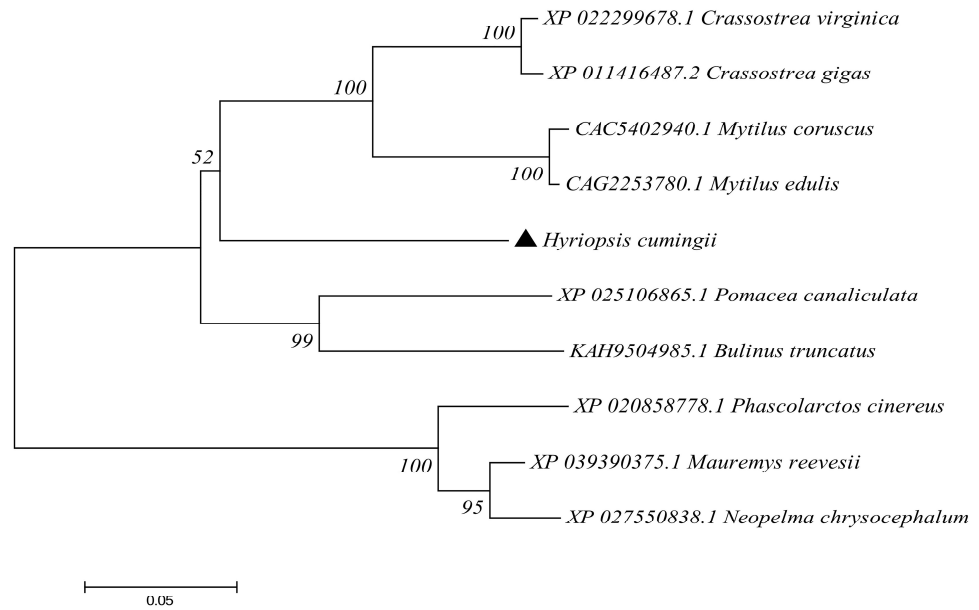 XP 022299678.1 Crassostrea virginica
100
XP 011416487.2 Crassostrea gigas
100
CAC5402940.1 Mytilus coruscus
52
100
CAG2253780.1 Mytilus edulis
Hyriopsis cumingii
XP 025106865.1 Pomacea canaliculata
99
KAH9504985.1 Bulinus truncatus
XP 020858778.1 Phascolarctos cinereus
100
XP 039390375.1 Mauremys reevesii
95
XP 027550838.1 Neopelma chrysocephalum
0.05